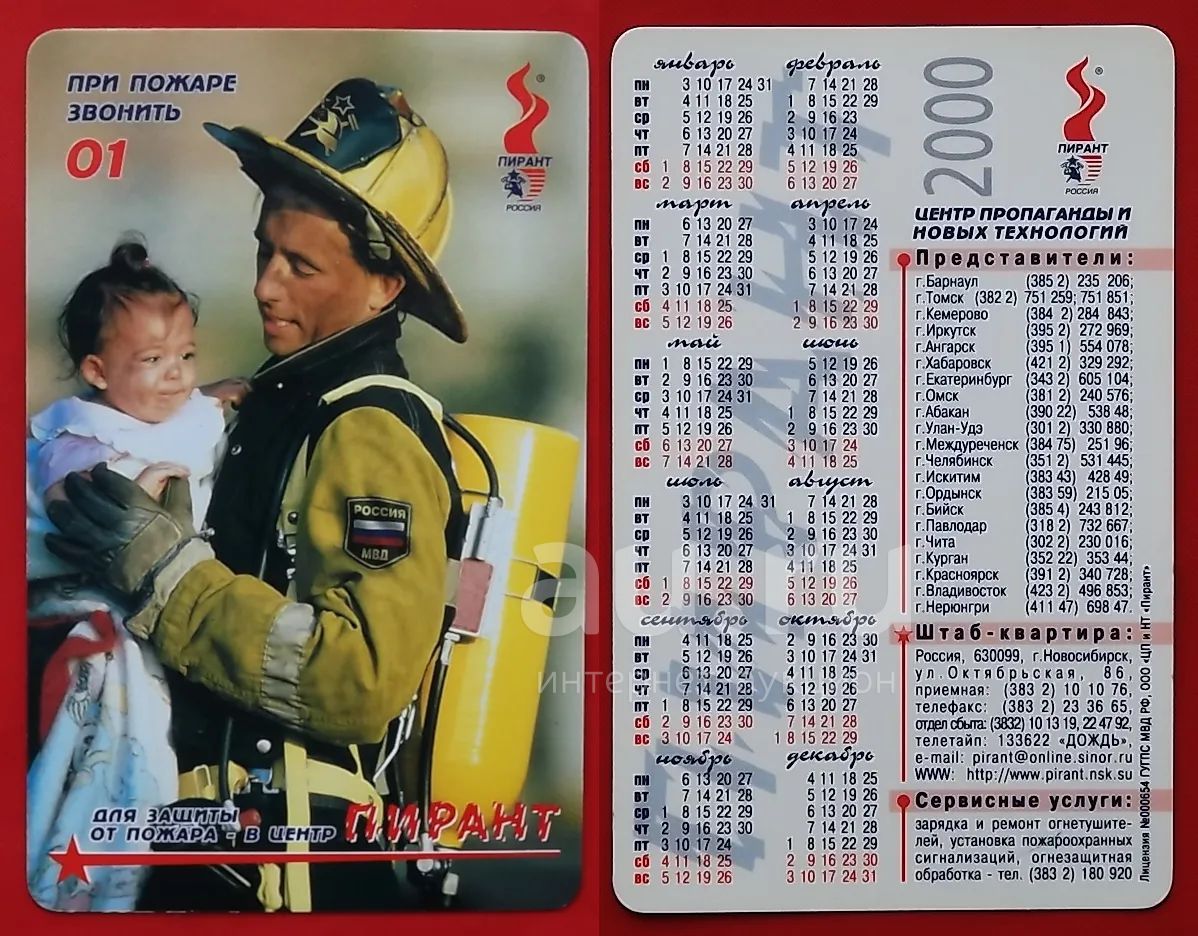 ПРИ ПОЖАРЕ
ЗВОНИТЬ
01
®
ПИРАНТ
РОССИЯ
РОССИЯ
МВД
ДЛЯ ЗАЩИТЫ
ОТ ПОЖАРА - В ЦЕНТР
ПИРАНТ
январь февраль
пн 3 10 17 24 31 7 14 21 28
вт 4 11 18 25 1 8 15 22 29
ср 5 12 19 26 2 9 16 23
чт 6 13 20 27 3 10 17 24
пт 7 14 21 28 4 11 18 25
сб 1 8 15 22 29 5 12 19 26
вс 2 9 16 23 30 6 13 20 27
март апрель
пн 6 13 20 27 3 10 17 24
вт 7 14 21 28 4 11 18 25
ср 1 8 15 22 29 5 12 19 26
чт 2 9 16 23 30 6 13 20 27
пт 3 10 17 24 31 7 14 21 28
сб 4 11 18 25 1 8 15 22 29
вс 5 12 19 26 2 9 16 23 30
май июнь
пн 1 8 15 22 29 5 12 19 26
вт 2 9 16 23 30 6 13 20 27
ср 3 10 17 24 31 7 14 21 28
чт 4 11 18 25 1 8 15 22 29
пт 5 12 19 26 2 9 16 23 30
сб 6 13 20 27 3 10 17 24
вс 7 14 21 28 4 11 18 25
июль август
пн 3 10 17 24 31 7 14 21 28
вт 4 11 18 25 1 8 15 22 29
ср 5 12 19 26 2 9 16 23 30
чт 6 13 20 27 3 10 17 24 31
пт 7 14 21 28 4 11 18 25
сб 1 8 15 22 29 5 12 19 26
вс 2 9 16 23 30 6 13 20 27
сентябрь октябрь
пн 4 11 18 25 2 9 16 23 30
вт 5 12 19 26 3 10 17 24 31
ср 6 13 20 27 4 11 18 25
чт 7 14 21 28 5 12 19 26
пт 1 8 15 22 29 6 13 20 27
сб 2 9 16 23 30 7 14 21 28
вс 3 10 17 24 1 8 15 22 29
ноябрь декабрь
пн 6 13 20 27 4 11 18 25
вт 7 14 21 28 5 12 19 26
ср 1 8 15 22 29 6 13 20 27
чт 2 9 16 23 30 7 14 21 28
пт 3 10 17 24 1 8 15 22 29
сб 4 11 18 25 2 9 16 23 30
вс 5 12 19 26 3 10 17 24 31
2000
®
ПИРАНТ
РОССИЯ
ЦЕНТР ПРОПАГАНДЫ И
НОВЫХ ТЕХНОЛОГИЙ
Представители:
г.Барнаул (385 2) 235 206;
г.Томск (382 2) 751 259; 751 851;
г.Кемерово (384 2) 284 843;
г.Иркутск (395 2) 272 969;
г.Ангарск (395 1) 554 078;
г.Хабаровск (421 2) 329 292;
г.Екатеринбург (343 2) 605 104;
г.Омск (381 2) 240 576;
г.Абакан (390 22) 538 48;
г.Улан-Удэ (301 2) 330 880;
г.Междуреченск (384 75) 251 96;
г.Челябинск (351 2) 531 445;
г.Искитим (383 43) 428 49;
г.Ордынск (383 59) 215 05;
г.Бийск (385 4) 243 812;
г.Павлодар (318 2) 732 667;
г.Чита (302 2) 230 016;
г.Курган (352 22) 353 44;
г.Красноярск (391 2) 340 728;
г.Владивосток (423 2) 496 853;
г.Нерюнгри (411 47) 698 47.
Штаб-квартира:
Россия, 630099, г.Новосибирск,
ул.Октябрьская, 86,
приемная: (383 2) 10 10 76,
телефакс: (383 2) 23 36 65,
отдел сбыта: (3832) 10 13 19, 22 47 92,
телетайп: 133622 «ДОЖДЬ»,
e-mail: pirant@online.sinor.ru
WWW: http://www.pirant.nsk.su
Сервисные услуги:
зарядка и ремонт огнетушите-
лей, установка пожароохранных
сигнализаций, огнезащитная
обработка - тел. (383 2) 180 920
Лицензия №000654 ГУГПС МВД РФ, ООО «ЦП и НТ «Пирант»
au.ru
интернет-аукцион